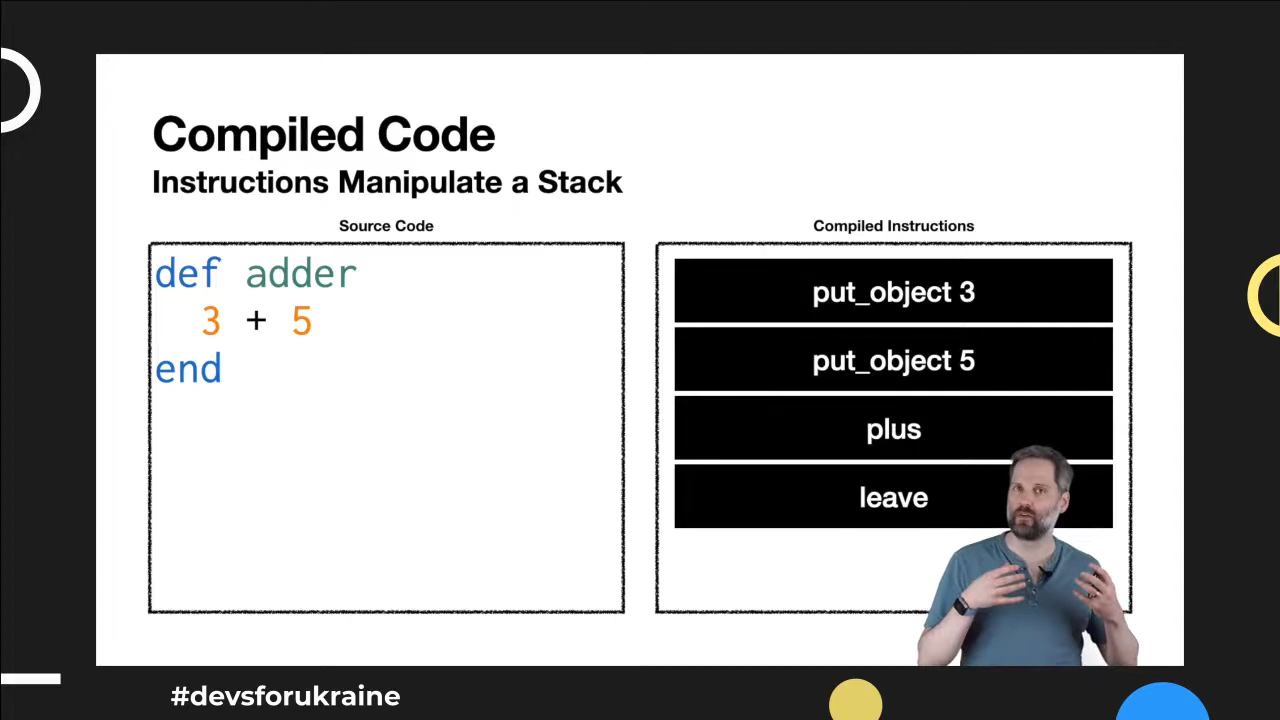 Compiled Code
Instructions Manipulate a Stack
Source Code
def adder
  3 + 5
end
Compiled Instructions
put_object 3
put_object 5
plus
leave
#devsforukraine